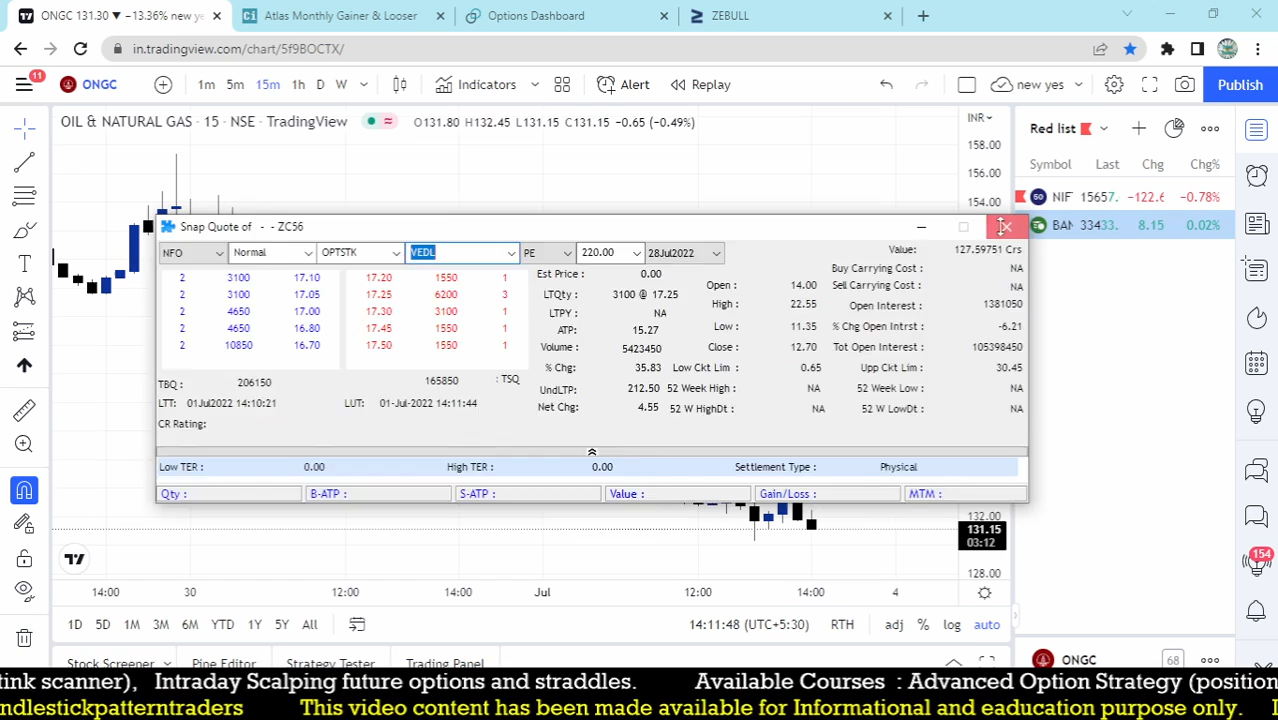 ONGC 131.30 ▼ −13.36% new ye
Atlas Monthly Gainer & Looser
Options Dashboard
ZEBULL
in.tradingview.com/chart/5f9BOCTX/
11
ONGC
1m 5m 15m 1h D W
Indicators
Alert
Replay
new yes
Publish
OIL & NATURAL GAS · 15 · NSE · TradingView
O131.80 H132.45 L131.15 C131.15 −0.65 (−0.49%)
INR
158.00
156.00
154.00
Red list
Symbol Last Chg Chg%
50 NIF 15657. −122.6 −0.78%
BAN 33433. 8.15 0.02%
Snap Quote of - - ZC56
NFO Normal OPTSTK VEDL PE 220.00 28Jul2022
2 3100 17.10 17.20 1550 1
2 3100 17.05 17.25 6200 3
2 4650 17.00 17.30 3100 1
2 4650 16.80 17.45 1550 1
2 10850 16.70 17.50 1550 1
TBQ : 206150 165850 : TSQ
LTT : 01Jul2022 14:10:21 LUT: 01-Jul-2022 14:11:44
CR Rating:
Est Price : 0.00
LTQty : 3100 @ 17.25
LTPY : NA
ATP: 15.27
Volume : 5423450
% Chg: 35.83
UndLTP: 212.50
Net Chg: 4.55
Open : 14.00
High : 22.55
Low : 11.35
Close : 12.70
Low Ckt Lim : 0.65
52 Week High : NA
52 W HighDt : NA
Value: 127.59751 Crs
Buy Carrying Cost : NA
Sell Carrying Cost : NA
Open Interest : 1381050
% Chg Open Intrst : -6.21
Tot Open Interest : 105398450
Upp Ckt Lim : 30.45
52 Week Low : NA
52 W LowDt : NA
Low TER : 0.00 High TER : 0.00 Settlement Type : Physical
Qty : B-ATP : S-ATP : Value : Gain/Loss : MTM :
132.00
131.15
03:12
128.00
14:00 30 12:00 14:00 Jul 12:00 14:00 4
1D 5D 1M 3M 6M YTD 1Y 5Y All
14:11:48 (UTC+5:30) RTH adj % log auto
154
Stock Screener Pine Editor Strategy Tester Trading Panel
ONGC 68
tink scanner), Intraday Scalping future options and straddles. Available Courses : Advanced Option Strategy (position
ndlestickpatterntraders This video content has been made available for Informational and eaducation purpose only.